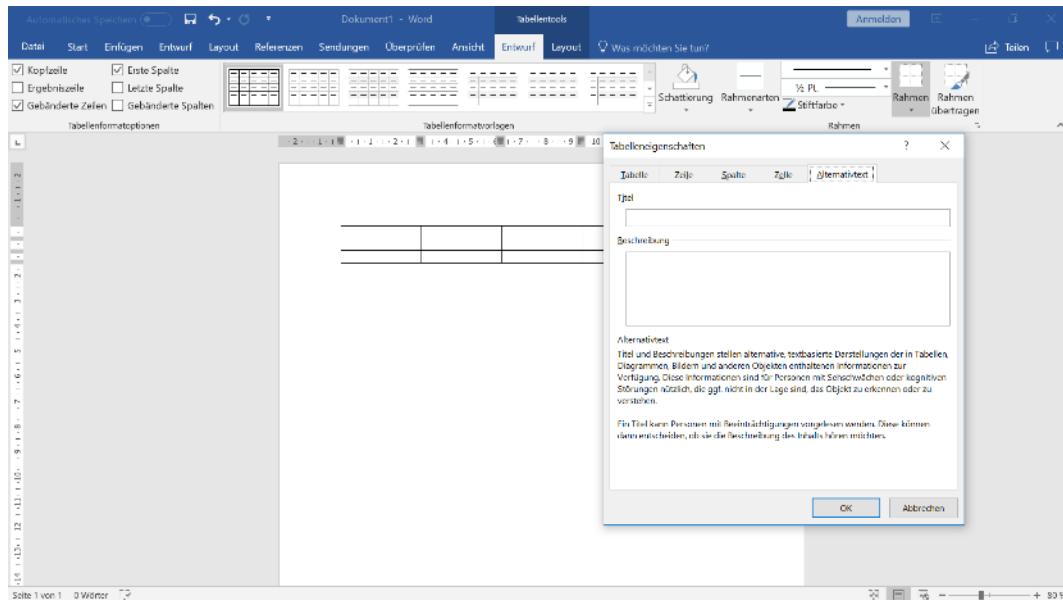 Automatisches Speichern
Dokument1 - Word
Tabellentools
Anmelden
Datei Start Einfügen Entwurf Layout Referenzen Sendungen Überprüfen Ansicht Entwurf Layout Was möchten Sie tun? Teilen
Kopfzeile Erste Spalte
Ergebniszeile Letzte Spalte
Gebänderte Zeilen Gebänderte Spalten
Tabellenformatoptionen
Tabellenformatvorlagen
Schattierung Rahmenarten
½ Pt.
Stiftfarbe
Rahmen Rahmen übertragen
Rahmen
Tabelleneigenschaften ?
Tabelle Zeile Spalte Zelle Alternativtext
Titel
Beschreibung
Alternativtext
Titel und Beschreibungen stellen alternative, textbasierte Darstellungen der in Tabellen,
Diagrammen, Bildern und anderen Objekten enthaltenen Informationen zur
Verfügung. Diese Informationen sind für Personen mit Sehschwächen oder kognitiven
Störungen nützlich, die ggf. nicht in der Lage sind, das Objekt zu erkennen oder zu
verstehen.
Ein Titel kann Personen mit Beeinträchtigungen vorgelesen werden. Diese können
dann entscheiden, ob sie die Beschreibung des Inhalts hören möchten.
OK Abbrechen
Seite 1 von 1 0 Wörter